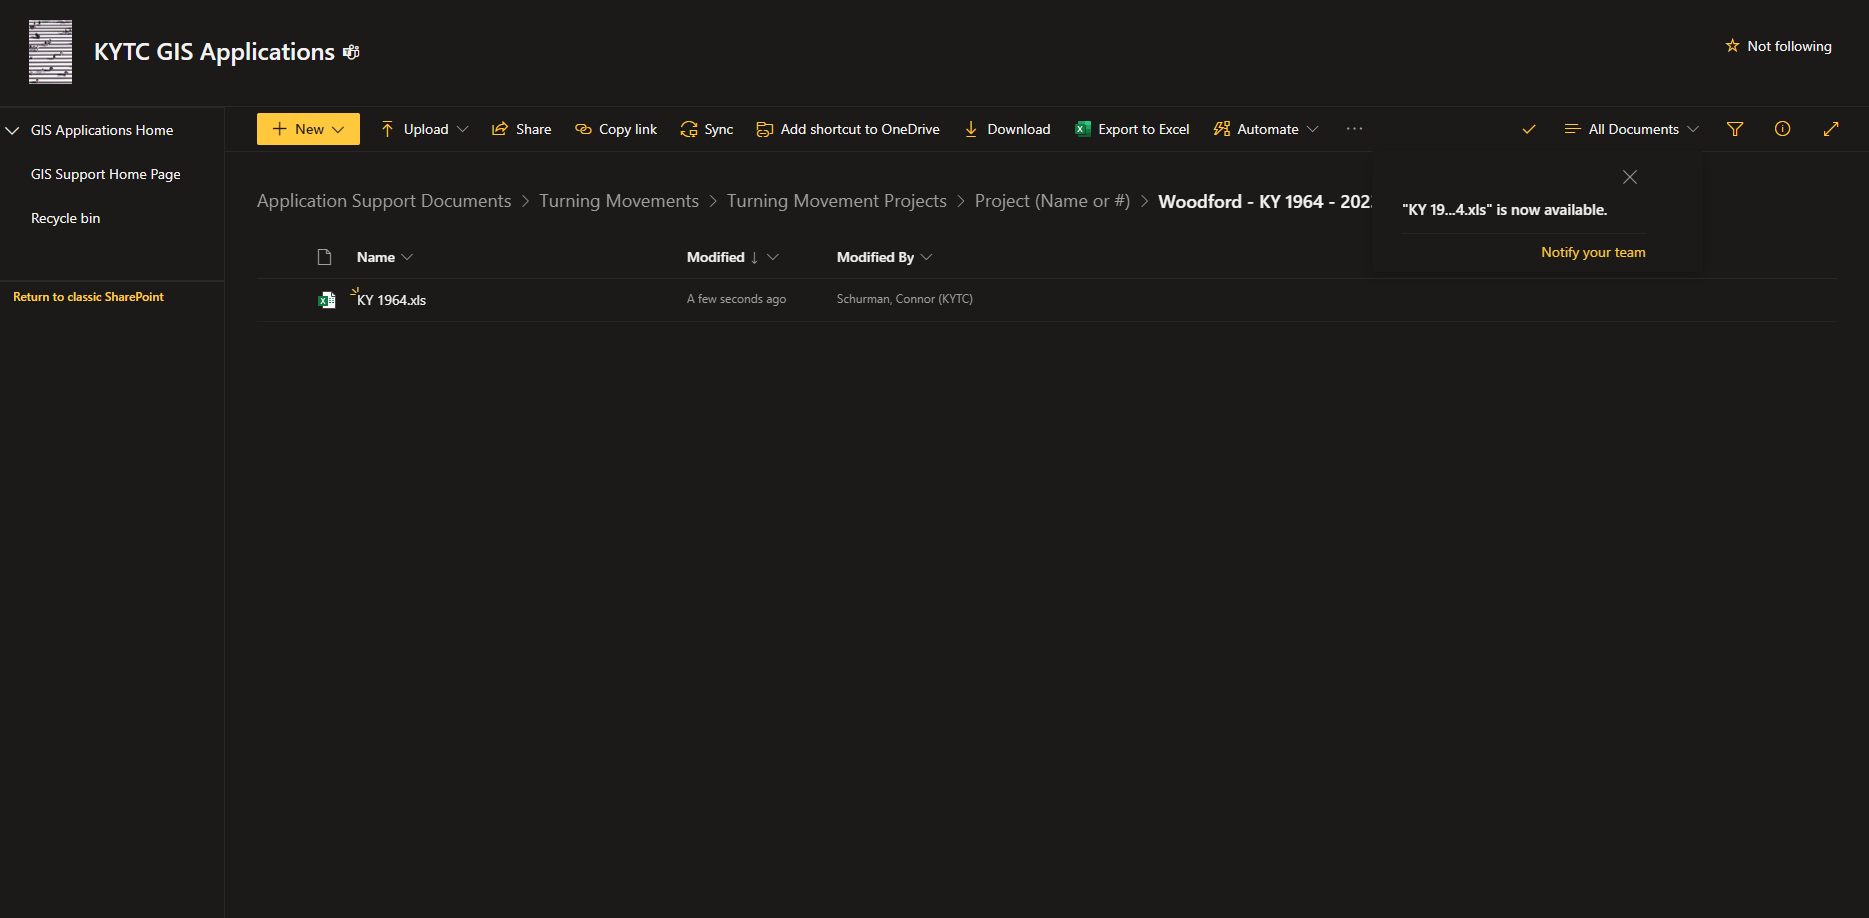 KYTC GIS Applications
Not following
GIS Applications Home
GIS Support Home Page
Recycle bin
Return to classic SharePoint
New
Upload
Share
Copy link
Sync
Add shortcut to OneDrive
Download
Export to Excel
Automate
All Documents
Application Support Documents > Turning Movements > Turning Movement Projects > Project (Name or #) > Woodford - KY 1964 - 202
"KY 19...4.xls" is now available.
Notify your team
Name
Modified
Modified By
KY 1964.xls
A few seconds ago
Schurman, Connor (KYTC)